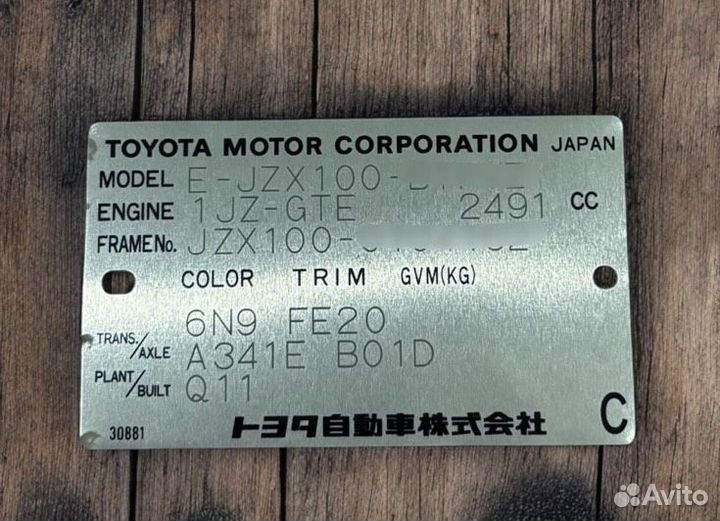 TOYOTA MOTOR CORPORATION JAPAN
MODEL E-JZX100-
ENGINE 1JZ-GTE 2491 CC
FRAME No. JZX100-
COLOR TRIM GVM(KG)
6N9 FE20
TRANS./AXLE A341E B01D
PLANT/BUILT Q11
30881 トヨタ自動車株式会社 C
Avito